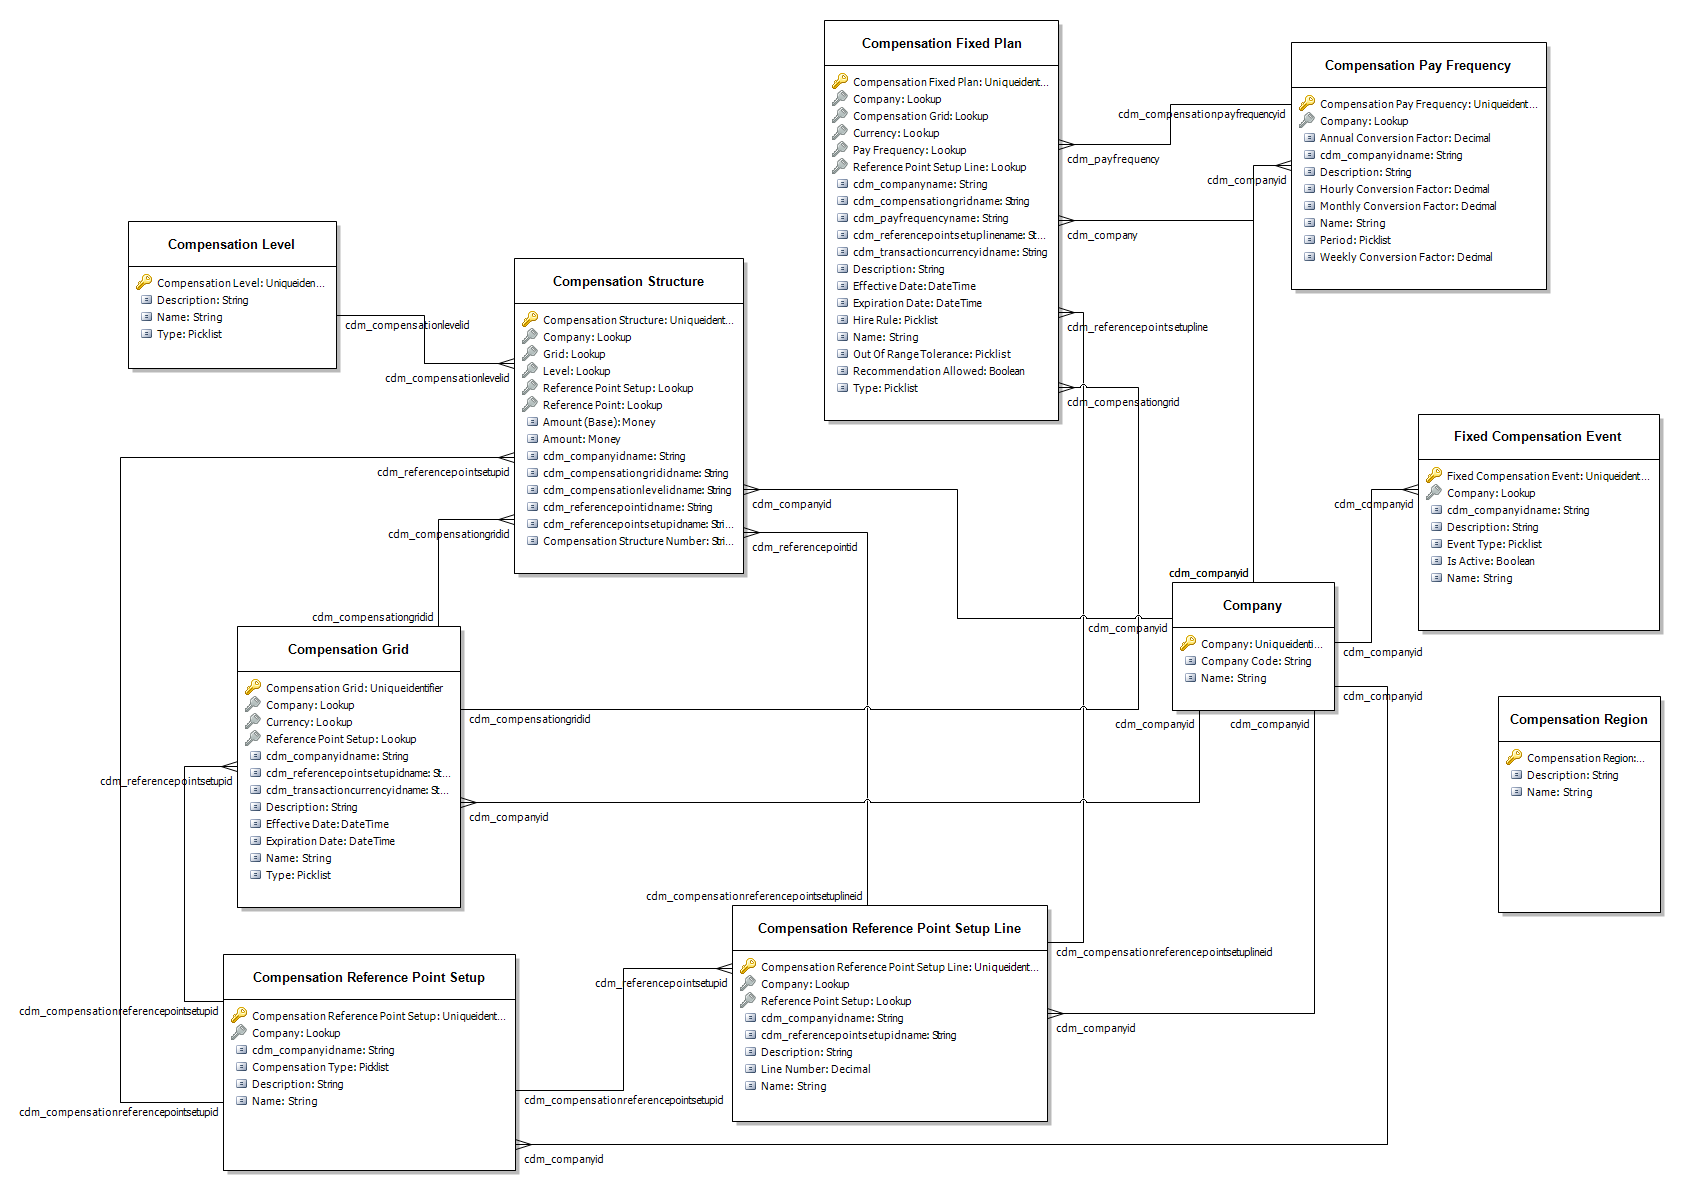 Compensation Fixed Plan
Compensation Fixed Plan: Uniqueident...
Company: Lookup
Compensation Grid: Lookup
Currency: Lookup
Pay Frequency: Lookup
Reference Point Setup Line: Lookup
cdm_companyname: String
cdm_compensationgridname: String
cdm_payfrequencyname: String
cdm_referencepointsetuplinename: St...
cdm_transactioncurrencyidname: String
Description: String
Effective Date: DateTime
Expiration Date: DateTime
Hire Rule: Picklist
Name: String
Out Of Range Tolerance: Picklist
Recommendation Allowed: Boolean
Type: Picklist
Compensation Pay Frequency
Compensation Pay Frequency: Uniqueident...
Company: Lookup
Annual Conversion Factor: Decimal
cdm_companyidname: String
Description: String
Hourly Conversion Factor: Decimal
Monthly Conversion Factor: Decimal
Name: String
Period: Picklist
Weekly Conversion Factor: Decimal
cdm_compensationpayfrequencyid
cdm_payfrequency
cdm_companyid
cdm_company
cdm_referencepointsetupline
cdm_compensationgrid
Compensation Level
Compensation Level: Uniqueiden...
Description: String
Name: String
Type: Picklist
cdm_compensationlevelid
cdm_compensationlevelid
Compensation Structure
Compensation Structure: Uniqueident...
Company: Lookup
Grid: Lookup
Level: Lookup
Reference Point Setup: Lookup
Reference Point: Lookup
Amount (Base): Money
Amount: Money
cdm_companyidname: String
cdm_compensationgrididname: String
cdm_compensationlevelidname: String
cdm_referencepointidname: String
cdm_referencepointsetupidname: Stri...
Compensation Structure Number: Stri...
cdm_referencepointsetupid
cdm_compensationgridid
cdm_companyid
cdm_referencepointid
Fixed Compensation Event
Fixed Compensation Event: Uniqueident...
Company: Lookup
cdm_companyidname: String
Description: String
Event Type: Picklist
Is Active: Boolean
Name: String
cdm_companyid
cdm_companyid
Company
Company: Uniqueidenti...
Company Code: String
Name: String
cdm_companyid
cdm_companyid
cdm_companyid
cdm_companyid
cdm_companyid
cdm_compensationgridid
Compensation Grid
Compensation Grid: Uniqueidentifier
Company: Lookup
Currency: Lookup
Reference Point Setup: Lookup
cdm_companyidname: String
cdm_referencepointsetupidname: St...
cdm_transactioncurrencyidname: St...
Description: String
Effective Date: DateTime
Expiration Date: DateTime
Name: String
Type: Picklist
cdm_compensationgridid
cdm_referencepointsetupid
cdm_companyid
Compensation Region
Compensation Region:...
Description: String
Name: String
cdm_compensationreferencepointsetuplineid
Compensation Reference Point Setup Line
Compensation Reference Point Setup Line: Uniqueident...
Company: Lookup
Reference Point Setup: Lookup
cdm_companyidname: String
cdm_referencepointsetupidname: String
Description: String
Line Number: Decimal
Name: String
cdm_compensationreferencepointsetuplineid
cdm_referencepointsetupid
cdm_companyid
Compensation Reference Point Setup
Compensation Reference Point Setup: Uniqueident...
Company: Lookup
cdm_companyidname: String
Compensation Type: Picklist
Description: String
Name: String
cdm_compensationreferencepointsetupid
cdm_compensationreferencepointsetupid
cdm_compensationreferencepointsetupid
cdm_companyid